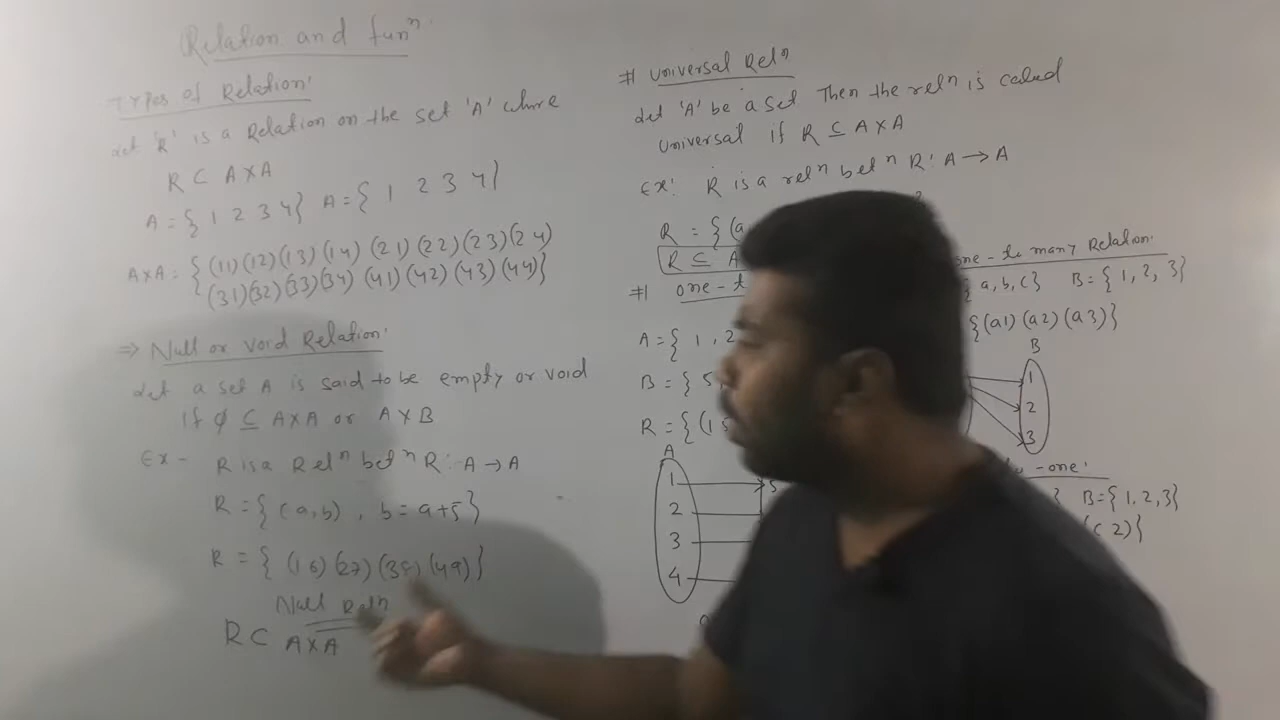 Relation and funⁿ
Types of Relation:
Let 'R' is a Relation on the set 'A' where
R ⊂ A×A
A = { 1 2 3 4 } A = { 1 2 3 4 }
A×A = { (11)(12)(13)(14) (21)(22)(23)(24)
(31)(32)(33)(34) (41)(42)(43)(44) }
⇒ Null or void Relation:
Let a set A is said to be empty or void
If ϕ ⊆ A×A or A×B
Ex - R is a Relⁿ betⁿ R: A → A
R = { (a,b) , b = a+5 }
R = { (16) (27) (38) (49) }
Null Relⁿ
R ⊂ A×A
# Universal Relⁿ
Let 'A' be a set Then the relⁿ is called
universal if R ⊆ A×A
Ex: R is a relⁿ betⁿ R: A → A
R = { (a
R ⊆ A
# one - t
A = { 1, 2
B = { 5,
R = { (1 5
A
1
5
2
3
4
one - to many Relation:
{ a, b, c } B = { 1, 2, 3 }
{ (a1) (a2) (a3) }
B
1
2
3
- one:
} B = { 1, 2, 3 }
(c 2) }